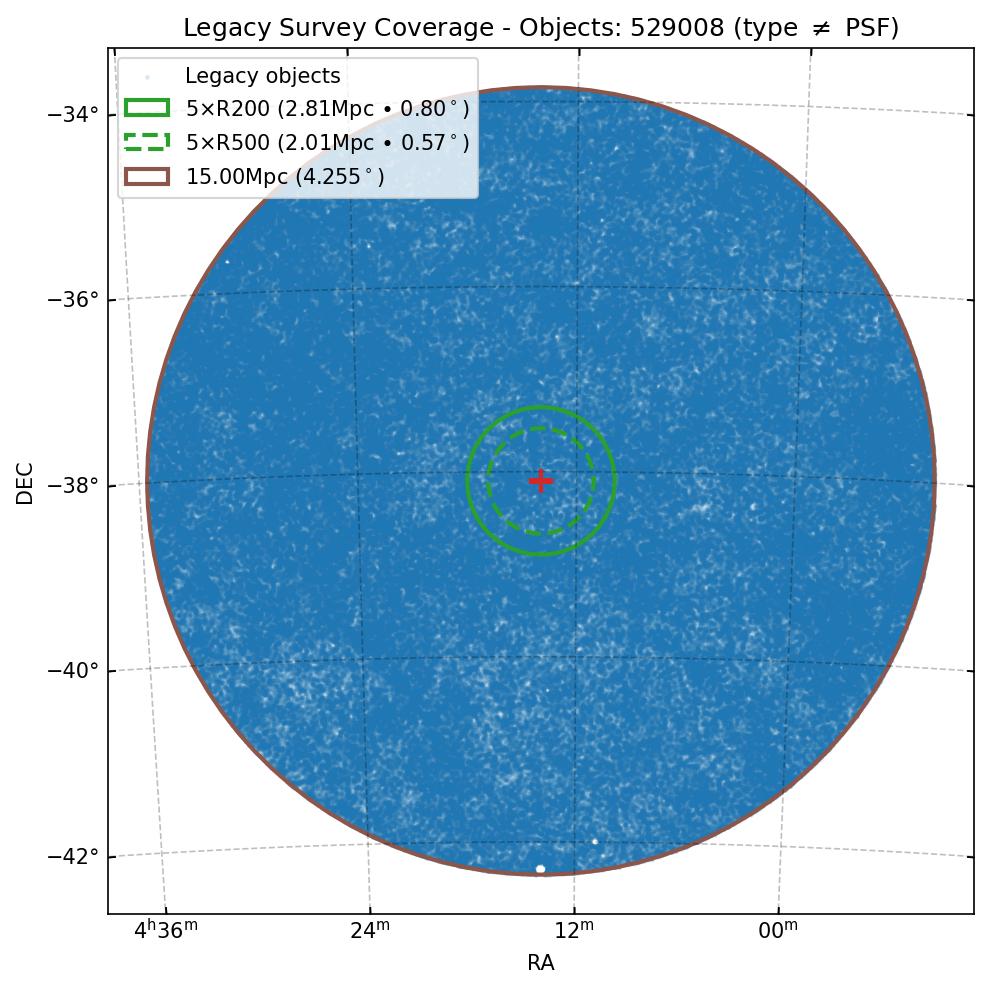 Legacy Survey Coverage - Objects: 529008 (type ≠ PSF)
Legacy objects
5×R200 (2.81Mpc • 0.80°)
5×R500 (2.01Mpc • 0.57°)
15.00Mpc (4.255°)
−34°
−36°
−38°
−40°
−42°
DEC
4ʰ36ᵐ 24ᵐ 12ᵐ 00ᵐ
RA